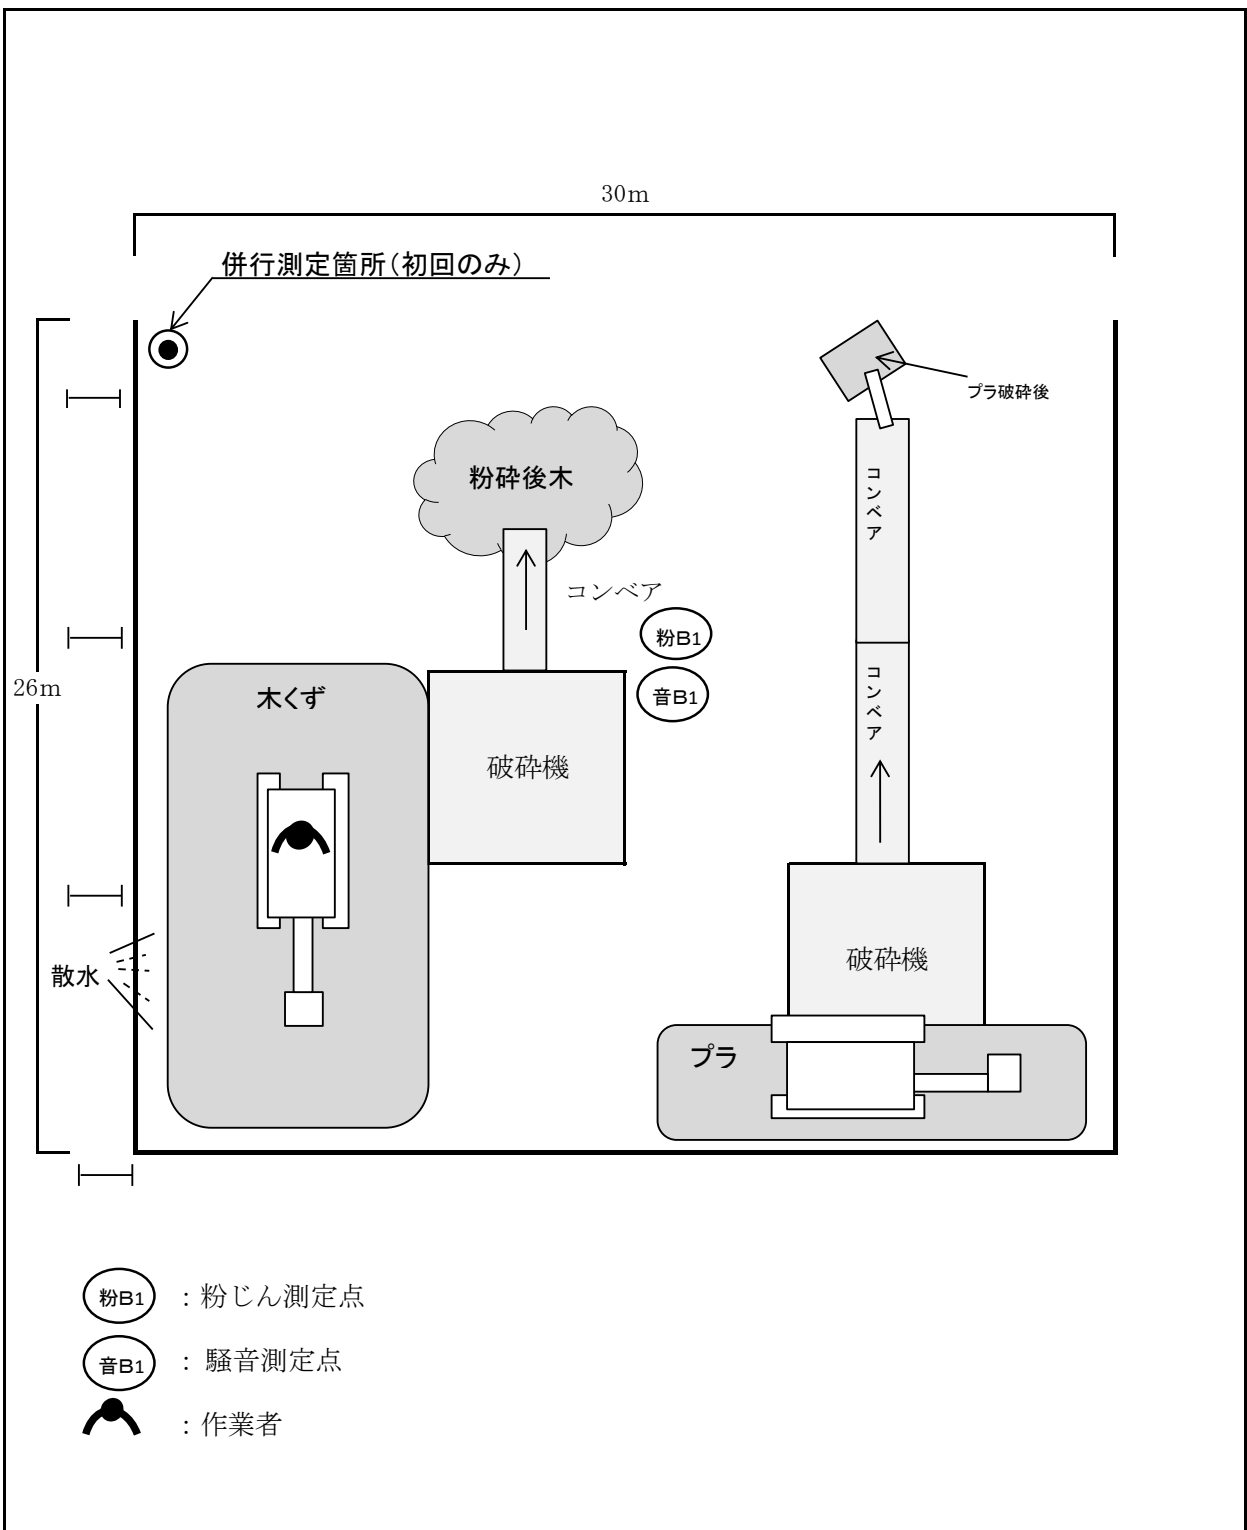 30m
併行測定箇所(初回のみ)
プラ破砕後
粉砕後木
コンベア
コンベア
粉B1
音B1
26m
木くず
コンベア
破砕機
破砕機
散水
プラ
粉B1 : 粉じん測定点
音B1 : 騒音測定点
: 作業者